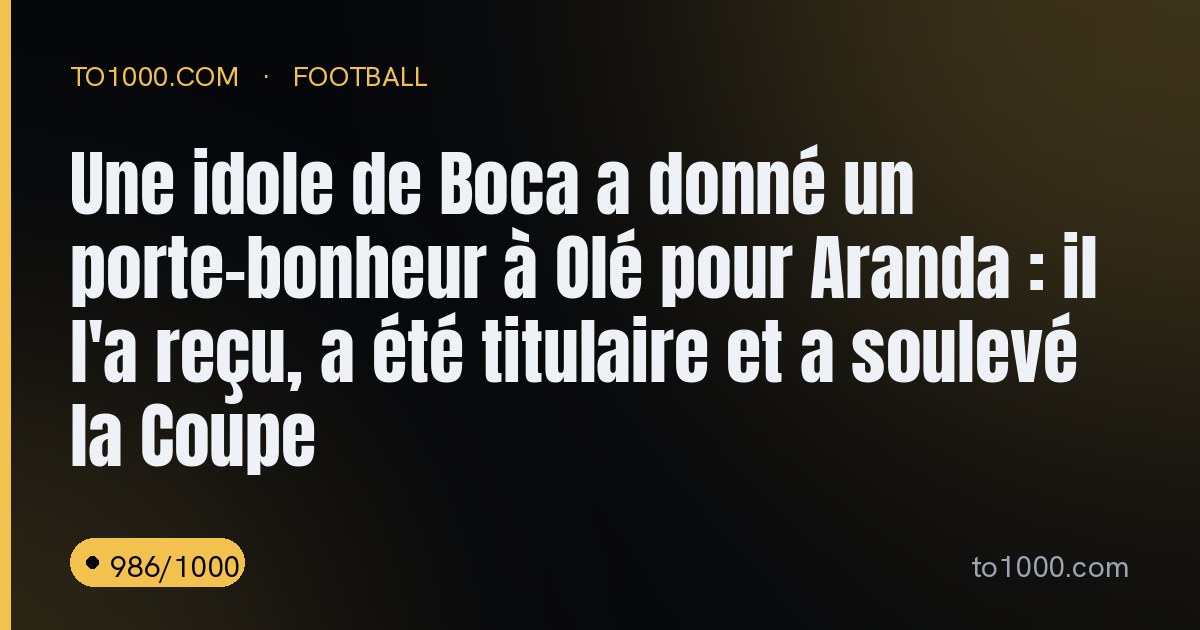 TO1000.COM · FOOTBALL
Une idole de Boca a donné un
porte-bonheur à Olé pour Aranda : il
l'a reçu, a été titulaire et a soulevé
la Coupe
986/1000
to1000.com